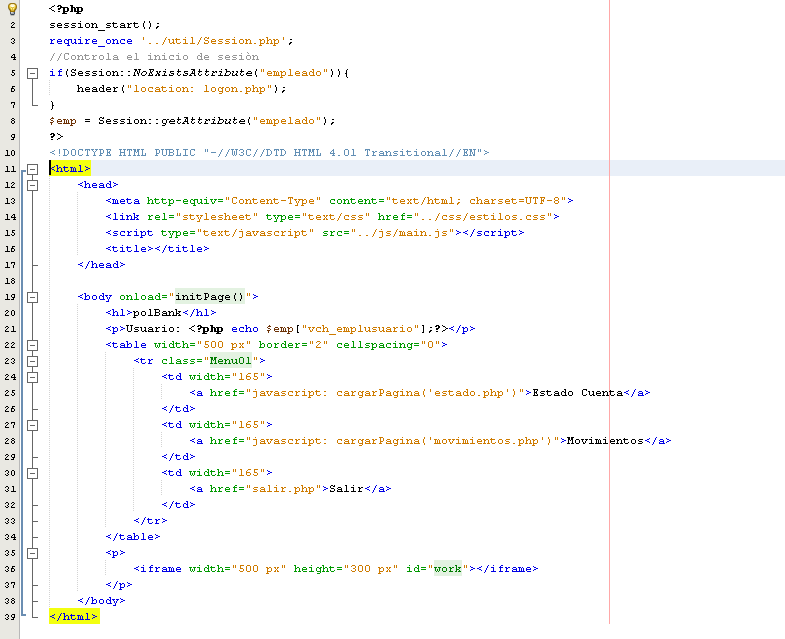 <?php
2 session_start();
3 require_once '../util/Session.php';
4 //Controla el inicio de sesiòn
5 if(Session::NoExistsAttribute("empleado")){
6 header("location: logon.php");
7 }
8 $emp = Session::getAttribute("empelado");
9 ?>
10 <!DOCTYPE HTML PUBLIC "-//W3C//DTD HTML 4.01 Transitional//EN">
11 <html>
12 <head>
13 <meta http-equiv="Content-Type" content="text/html; charset=UTF-8">
14 <link rel="stylesheet" type="text/css" href="../css/estilos.css">
15 <script type="text/javascript" src="../js/main.js"></script>
16 <title></title>
17 </head>
18
19 <body onload="initPage()">
20 <h1>polBank</h1>
21 <p>Usuario: <?php echo $emp["vch_emplusuario"];?></p>
22 <table width="500 px" border="2" cellspacing="0">
23 <tr class="Menu01">
24 <td width="165">
25 <a href="javascript: cargarPagina('estado.php')">Estado Cuenta</a>
26 </td>
27 <td width="165">
28 <a href="javascript: cargarPagina('movimientos.php')">Movimientos</a>
29 </td>
30 <td width="165">
31 <a href="salir.php">Salir</a>
32 </td>
33 </tr>
34 </table>
35 <p>
36 <iframe width="500 px" height="300 px" id="work"></iframe>
37 </p>
38 </body>
39 </html>